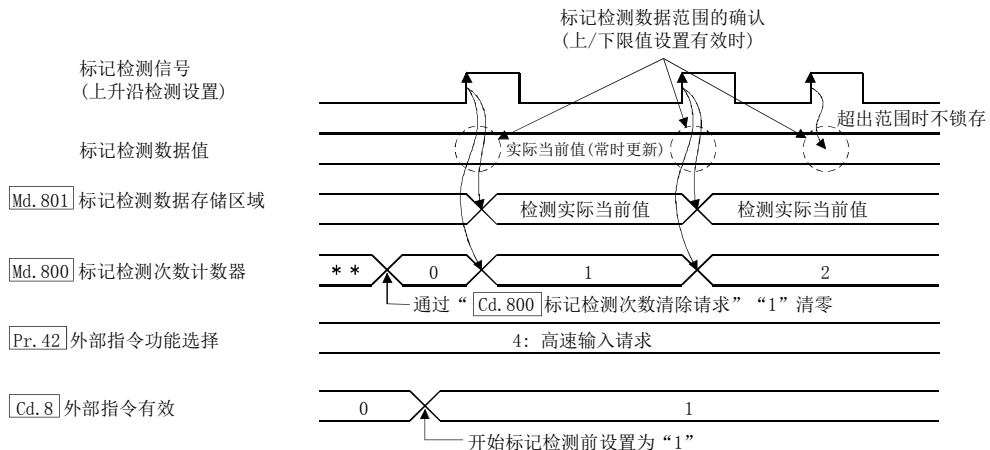 标记检测数据范围的确认
(上/下限值设置有效时)
标记检测信号
(上升沿检测设置)
超出范围时不锁存
标记检测数据值
实际当前值(常时更新)
Md.801 标记检测数据存储区域
检测实际当前值
检测实际当前值
Md.800 标记检测次数计数器
** 0 1 2
通过“ Cd.800 标记检测次数清除请求”“1”清零
Pr.42 外部指令功能选择
4: 高速输入请求
Cd.8 外部指令有效
0 1
开始标记检测前设置为“1”